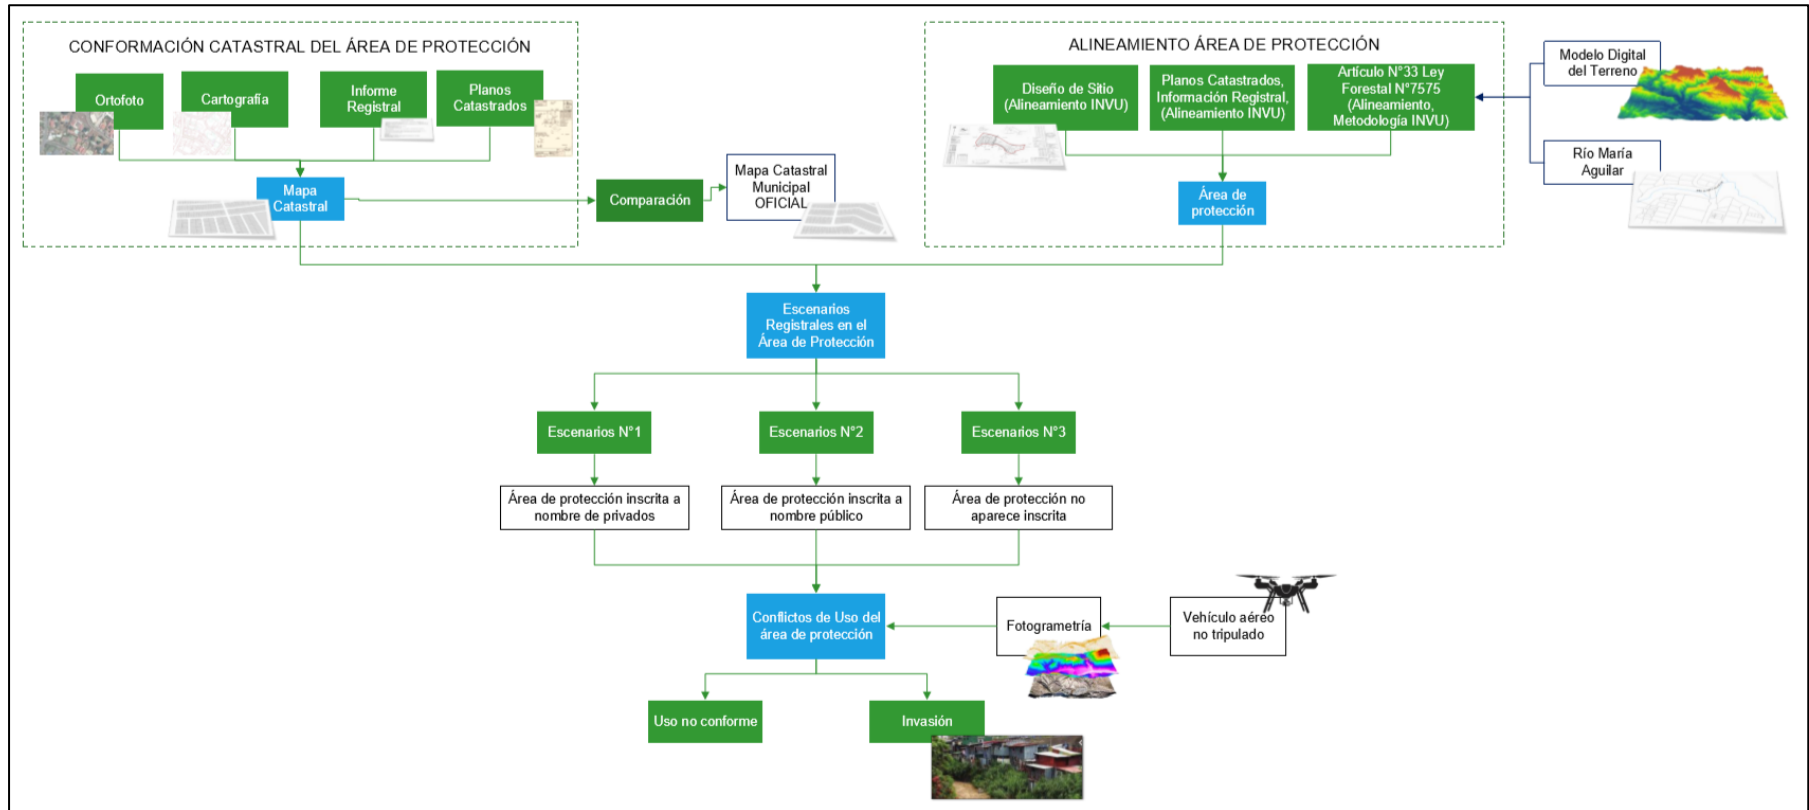 CONFORMACIÓN CATASTRAL DEL ÁREA DE PROTECCIÓN
Ortofoto
Cartografía
Informe
Registral
Planos
Catastrados
Mapa
Catastral
Comparación
Mapa Catastral
Municipal
OFICIAL
ALINEAMIENTO ÁREA DE PROTECCIÓN
Diseño de Sitio
(Alineamiento INVU)
Planos Catastrados,
Información Registral,
(Alineamiento INVU)
Artículo N°33 Ley
Forestal N°7575
(Alineamiento,
Metodología INVU)
Modelo Digital
del Terreno
Río María
Aguilar
Área de
protección
Escenarios
Registrales en el
Área de Protección
Escenarios N°1
Escenarios N°2
Escenarios N°3
Área de protección inscrita a
nombre de privados
Área de protección inscrita a
nombre público
Área de protección no
aparece inscrita
Conflictos de Uso del
área de protección
Fotogrametría
Vehículo aéreo
no tripulado
Uso no conforme
Invasión